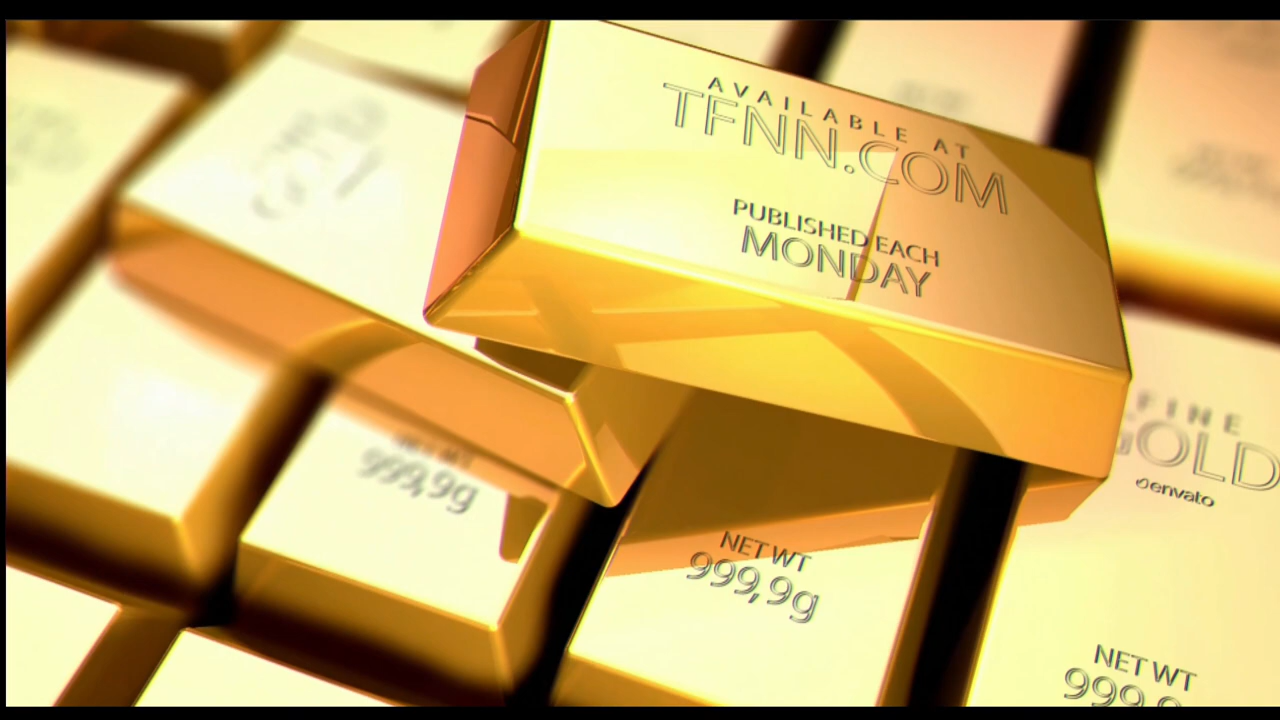 AVAILABLE AT
TFNN.COM
PUBLISHED EACH
MONDAY
FINE
GOLD
envato
999,9g
NET WT
999,9g
NET WT